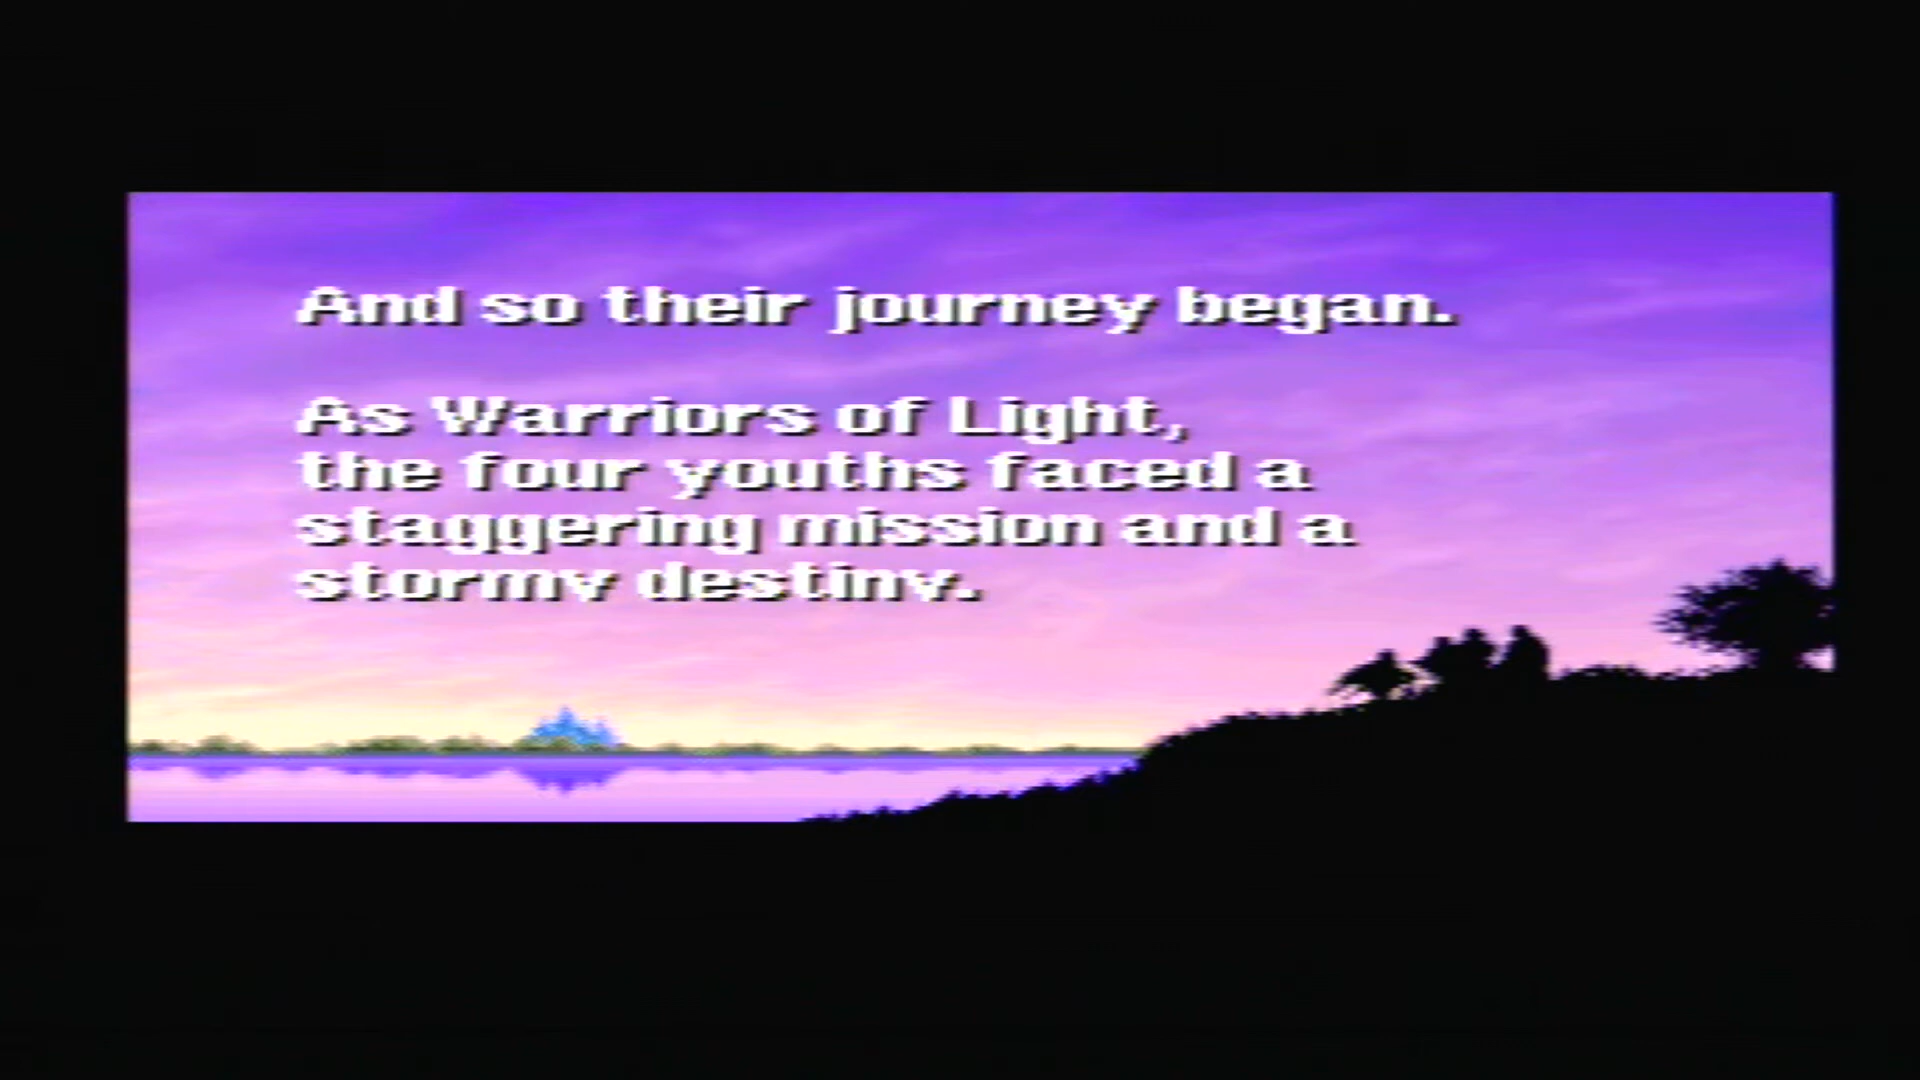 And so their journey began.
As Warriors of Light,
the four youths faced a
staggering mission and a
stormy destiny.